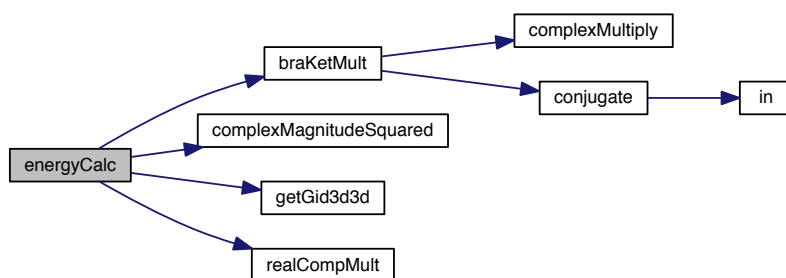 complexMultiply
braKetMult
conjugate
in
complexMagnitudeSquared
energyCalc
getGid3d3d
realCompMult